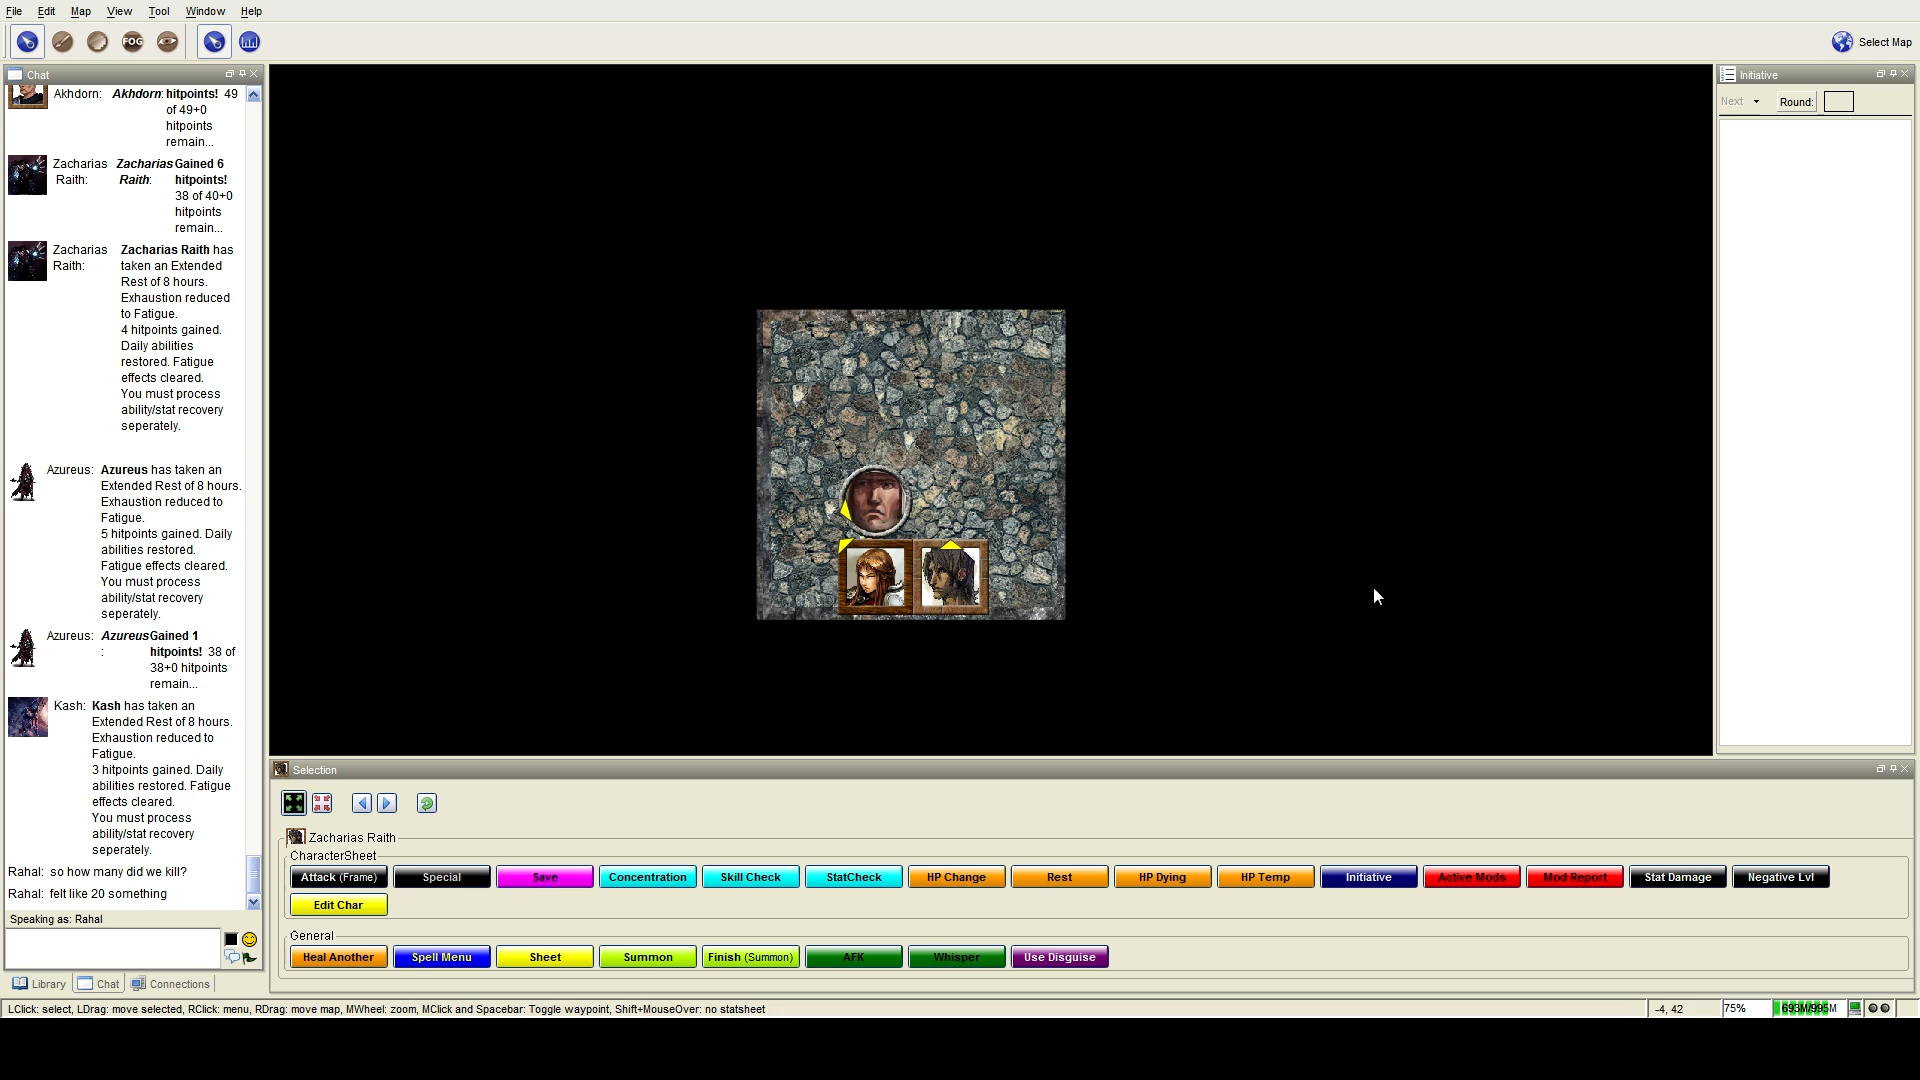 File Edit Map View Tool Window Help
FOG
Select Map
Chat
Akhdorn: Akhdorn: hitpoints! 49
of 49+0
hitpoints
remain...
Zacharias Zacharias Gained 6
Raith: Raith: hitpoints!
38 of 40+0
hitpoints
remain...
Zacharias Zacharias Raith has
Raith: taken an Extended
Rest of 8 hours.
Exhaustion reduced
to Fatigue.
4 hitpoints gained.
Daily abilities
restored. Fatigue
effects cleared.
You must process
ability/stat recovery
seperately.
Azureus: Azureus has taken an
Extended Rest of 8 hours.
Exhaustion reduced to
Fatigue.
5 hitpoints gained. Daily
abilities restored.
Fatigue effects cleared.
You must process
ability/stat recovery
seperately.
Azureus: Azureus Gained 1
: hitpoints! 38 of
38+0 hitpoints
remain...
Kash: Kash has taken an
Extended Rest of 8 hours.
Exhaustion reduced to
Fatigue.
3 hitpoints gained. Daily
abilities restored. Fatigue
effects cleared.
You must process
ability/stat recovery
seperately.
Rahal: so how many did we kill?
Rahal: felt like 20 something
Speaking as: Rahal
Library Chat Connections
Initiative
Next Round:
Selection
Zacharias Raith
CharacterSheet
Attack (Frame) Special Save Concentration Skill Check StatCheck HP Change Rest HP Dying HP Temp Initiative Active Mods Mod Report Stat Damage Negative Lvl
Edit Char
General
Heal Another Spell Menu Sheet Summon Finish (Summon) AFK Whisper Use Disguise
LClick: select, LDrag: move selected, RClick: menu, RDrag: move map, MWheel: zoom, MClick and Spacebar: Toggle waypoint, Shift+MouseOver: no statsheet
-4, 42 75% 693M/995M